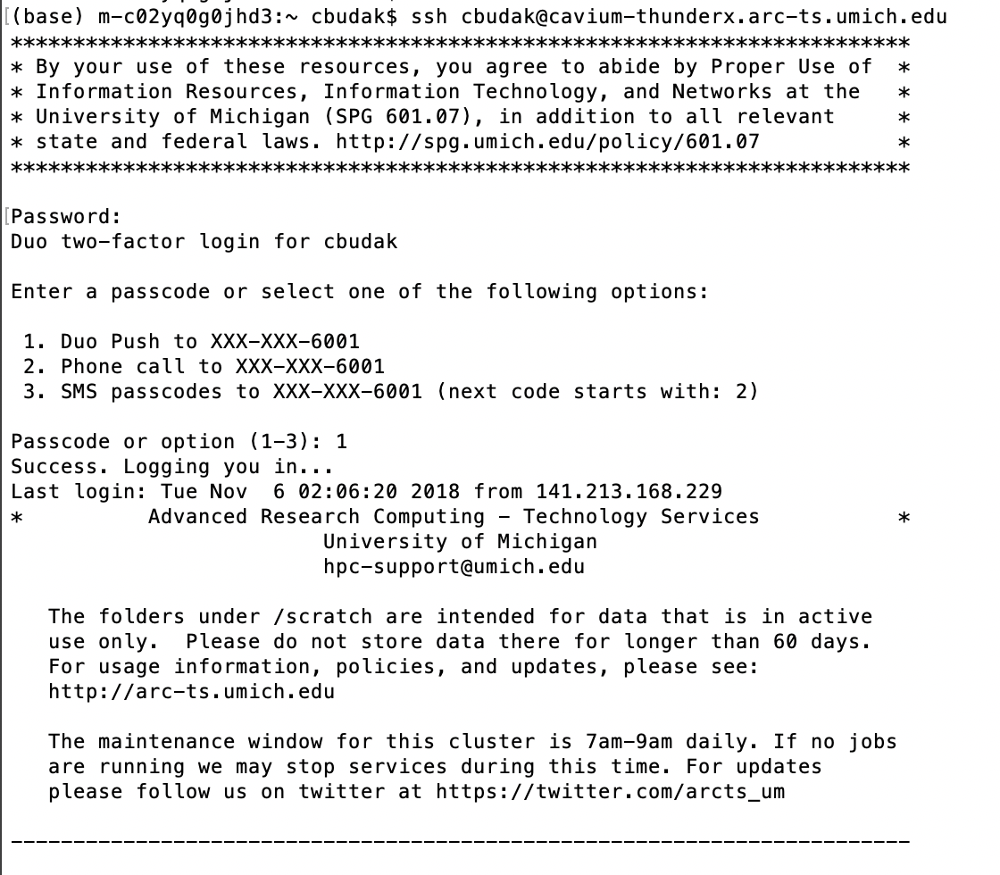 [(base) m-c02yq0g0jhd3:~ cbudak$ ssh cbudak@cavium-thunderx.arc-ts.umich.edu
************************************************************************
* By your use of these resources, you agree to abide by Proper Use of  *
* Information Resources, Information Technology, and Networks at the   *
* University of Michigan (SPG 601.07), in addition to all relevant     *
* state and federal laws. http://spg.umich.edu/policy/601.07           *
************************************************************************

[Password:
Duo two-factor login for cbudak

Enter a passcode or select one of the following options:

 1. Duo Push to XXX-XXX-6001
 2. Phone call to XXX-XXX-6001
 3. SMS passcodes to XXX-XXX-6001 (next code starts with: 2)

Passcode or option (1-3): 1
Success. Logging you in...
Last login: Tue Nov  6 02:06:20 2018 from 141.213.168.229
*          Advanced Research Computing - Technology Services           *
                         University of Michigan
                         hpc-support@umich.edu

   The folders under /scratch are intended for data that is in active
   use only.  Please do not store data there for longer than 60 days.
   For usage information, policies, and updates, please see:
   http://arc-ts.umich.edu

   The maintenance window for this cluster is 7am-9am daily. If no jobs
   are running we may stop services during this time. For updates
   please follow us on twitter at https://twitter.com/arcts_um

------------------------------------------------------------------------